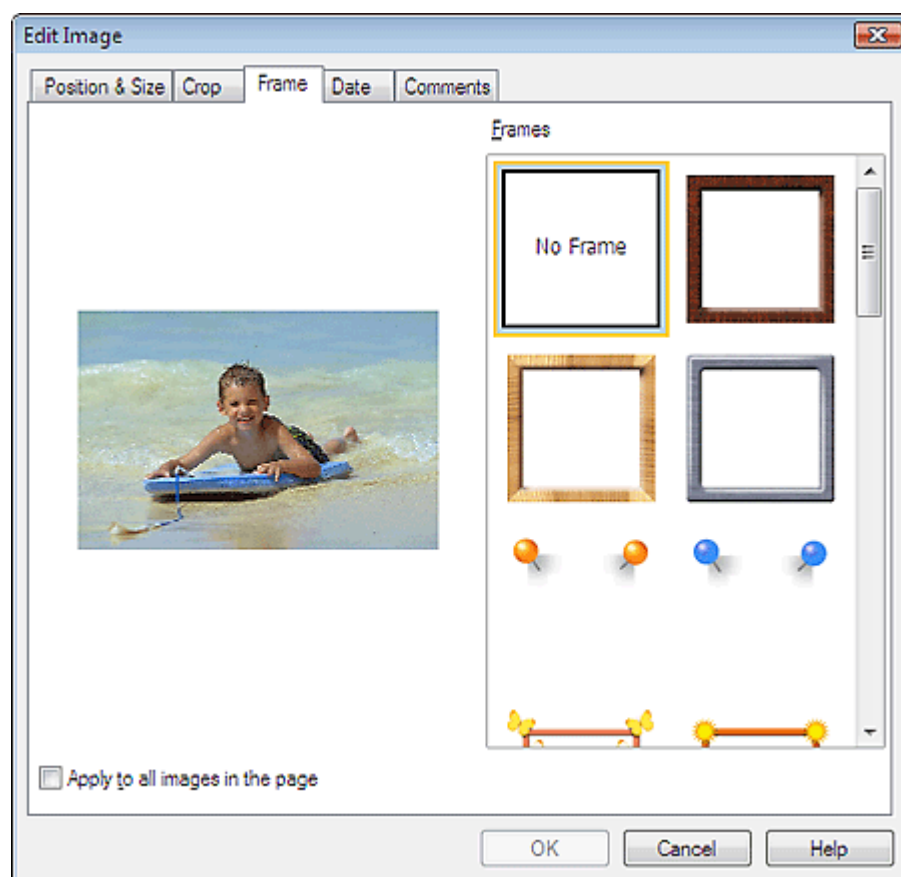 Edit Image
Position & Size Crop Frame Date Comments
Frames
No Frame
Apply to all images in the page
OK Cancel Help